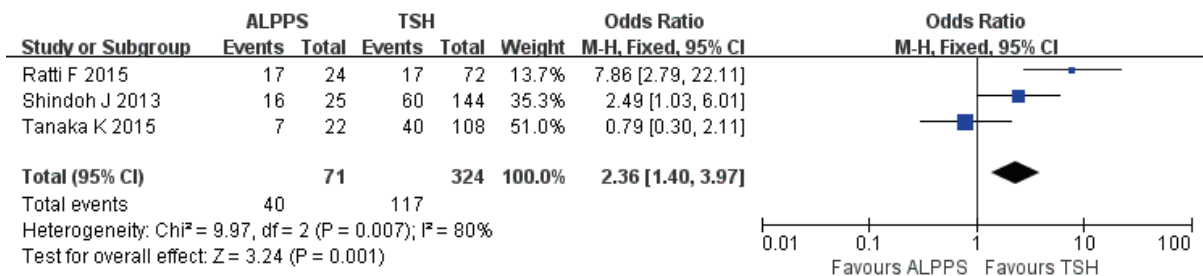 ALPPS TSH Odds Ratio Odds Ratio
Study or Subgroup Events Total Events Total Weight M-H, Fixed, 95% CI M-H, Fixed, 95% CI
Ratti F 2015 17 24 17 72 13.7% 7.86 [2.79, 22.11]
Shindoh J 2013 16 25 60 144 35.3% 2.49 [1.03, 6.01]
Tanaka K 2015 7 22 40 108 51.0% 0.79 [0.30, 2.11]
Total (95% CI) 71 324 100.0% 2.36 [1.40, 3.97]
Total events 40 117
Heterogeneity: Chi² = 9.97, df = 2 (P = 0.007); I² = 80%
Test for overall effect: Z = 3.24 (P = 0.001)
0.01 0.1 1 10 100
Favours ALPPS Favours TSH